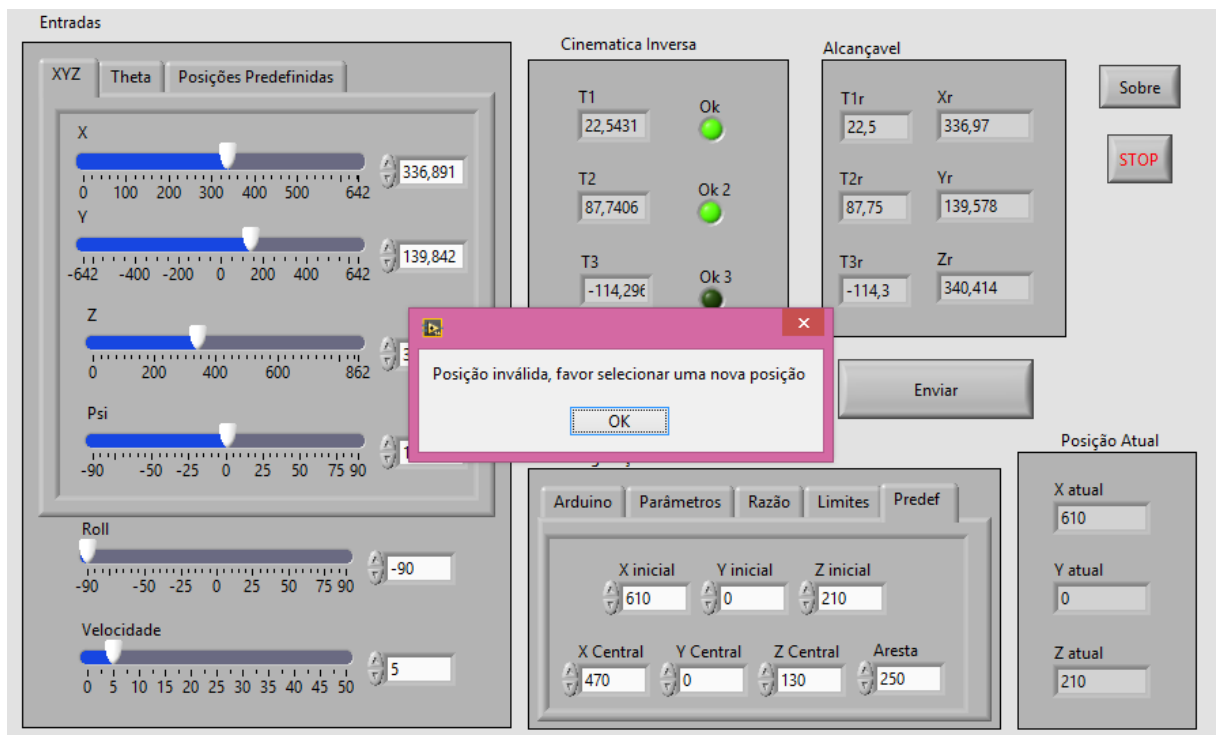 Entradas
XYZ Theta Posições Predefinidas
X
336,891
0 100 200 300 400 500 642
Y
139,842
-642 -400 -200 0 200 400 642
Z
0 200 400 600 862
Psi
-90 -50 -25 0 25 50 75 90
Roll
-90
-90 -50 -25 0 25 50 75 90
Velocidade
5
0 5 10 15 20 25 30 35 40 45 50
Cinematica Inversa
T1 Ok
22,5431
T2 Ok 2
87,7406
T3 Ok 3
-114,296
Alcançavel
T1r Xr
22,5 336,97
T2r Yr
87,75 139,578
T3r Zr
-114,3 340,414
Sobre
STOP
Posição inválida, favor selecionar uma nova posição
OK
Enviar
Arduino Parâmetros Razão Limites Predef
X inicial Y inicial Z inicial
610 0 210
X Central Y Central Z Central Aresta
470 0 130 250
Posição Atual
X atual
610
Y atual
0
Z atual
210